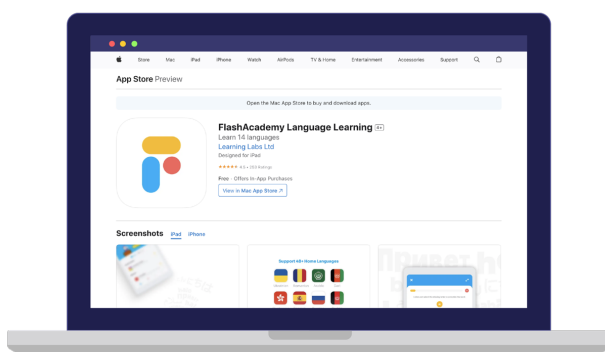 Store Mac iPad iPhone Watch AirPods TV & Home Entertainment Accessories Support
App Store Preview
Open the Mac App Store to buy and download apps.
FlashAcademy Language Learning 4+
Learn 14 languages
Learning Labs Ltd
Designed for iPad
Free · Offers In-App Purchases
View in Mac App Store ↗
Screenshots iPad iPhone
Support 48+ Home Languages